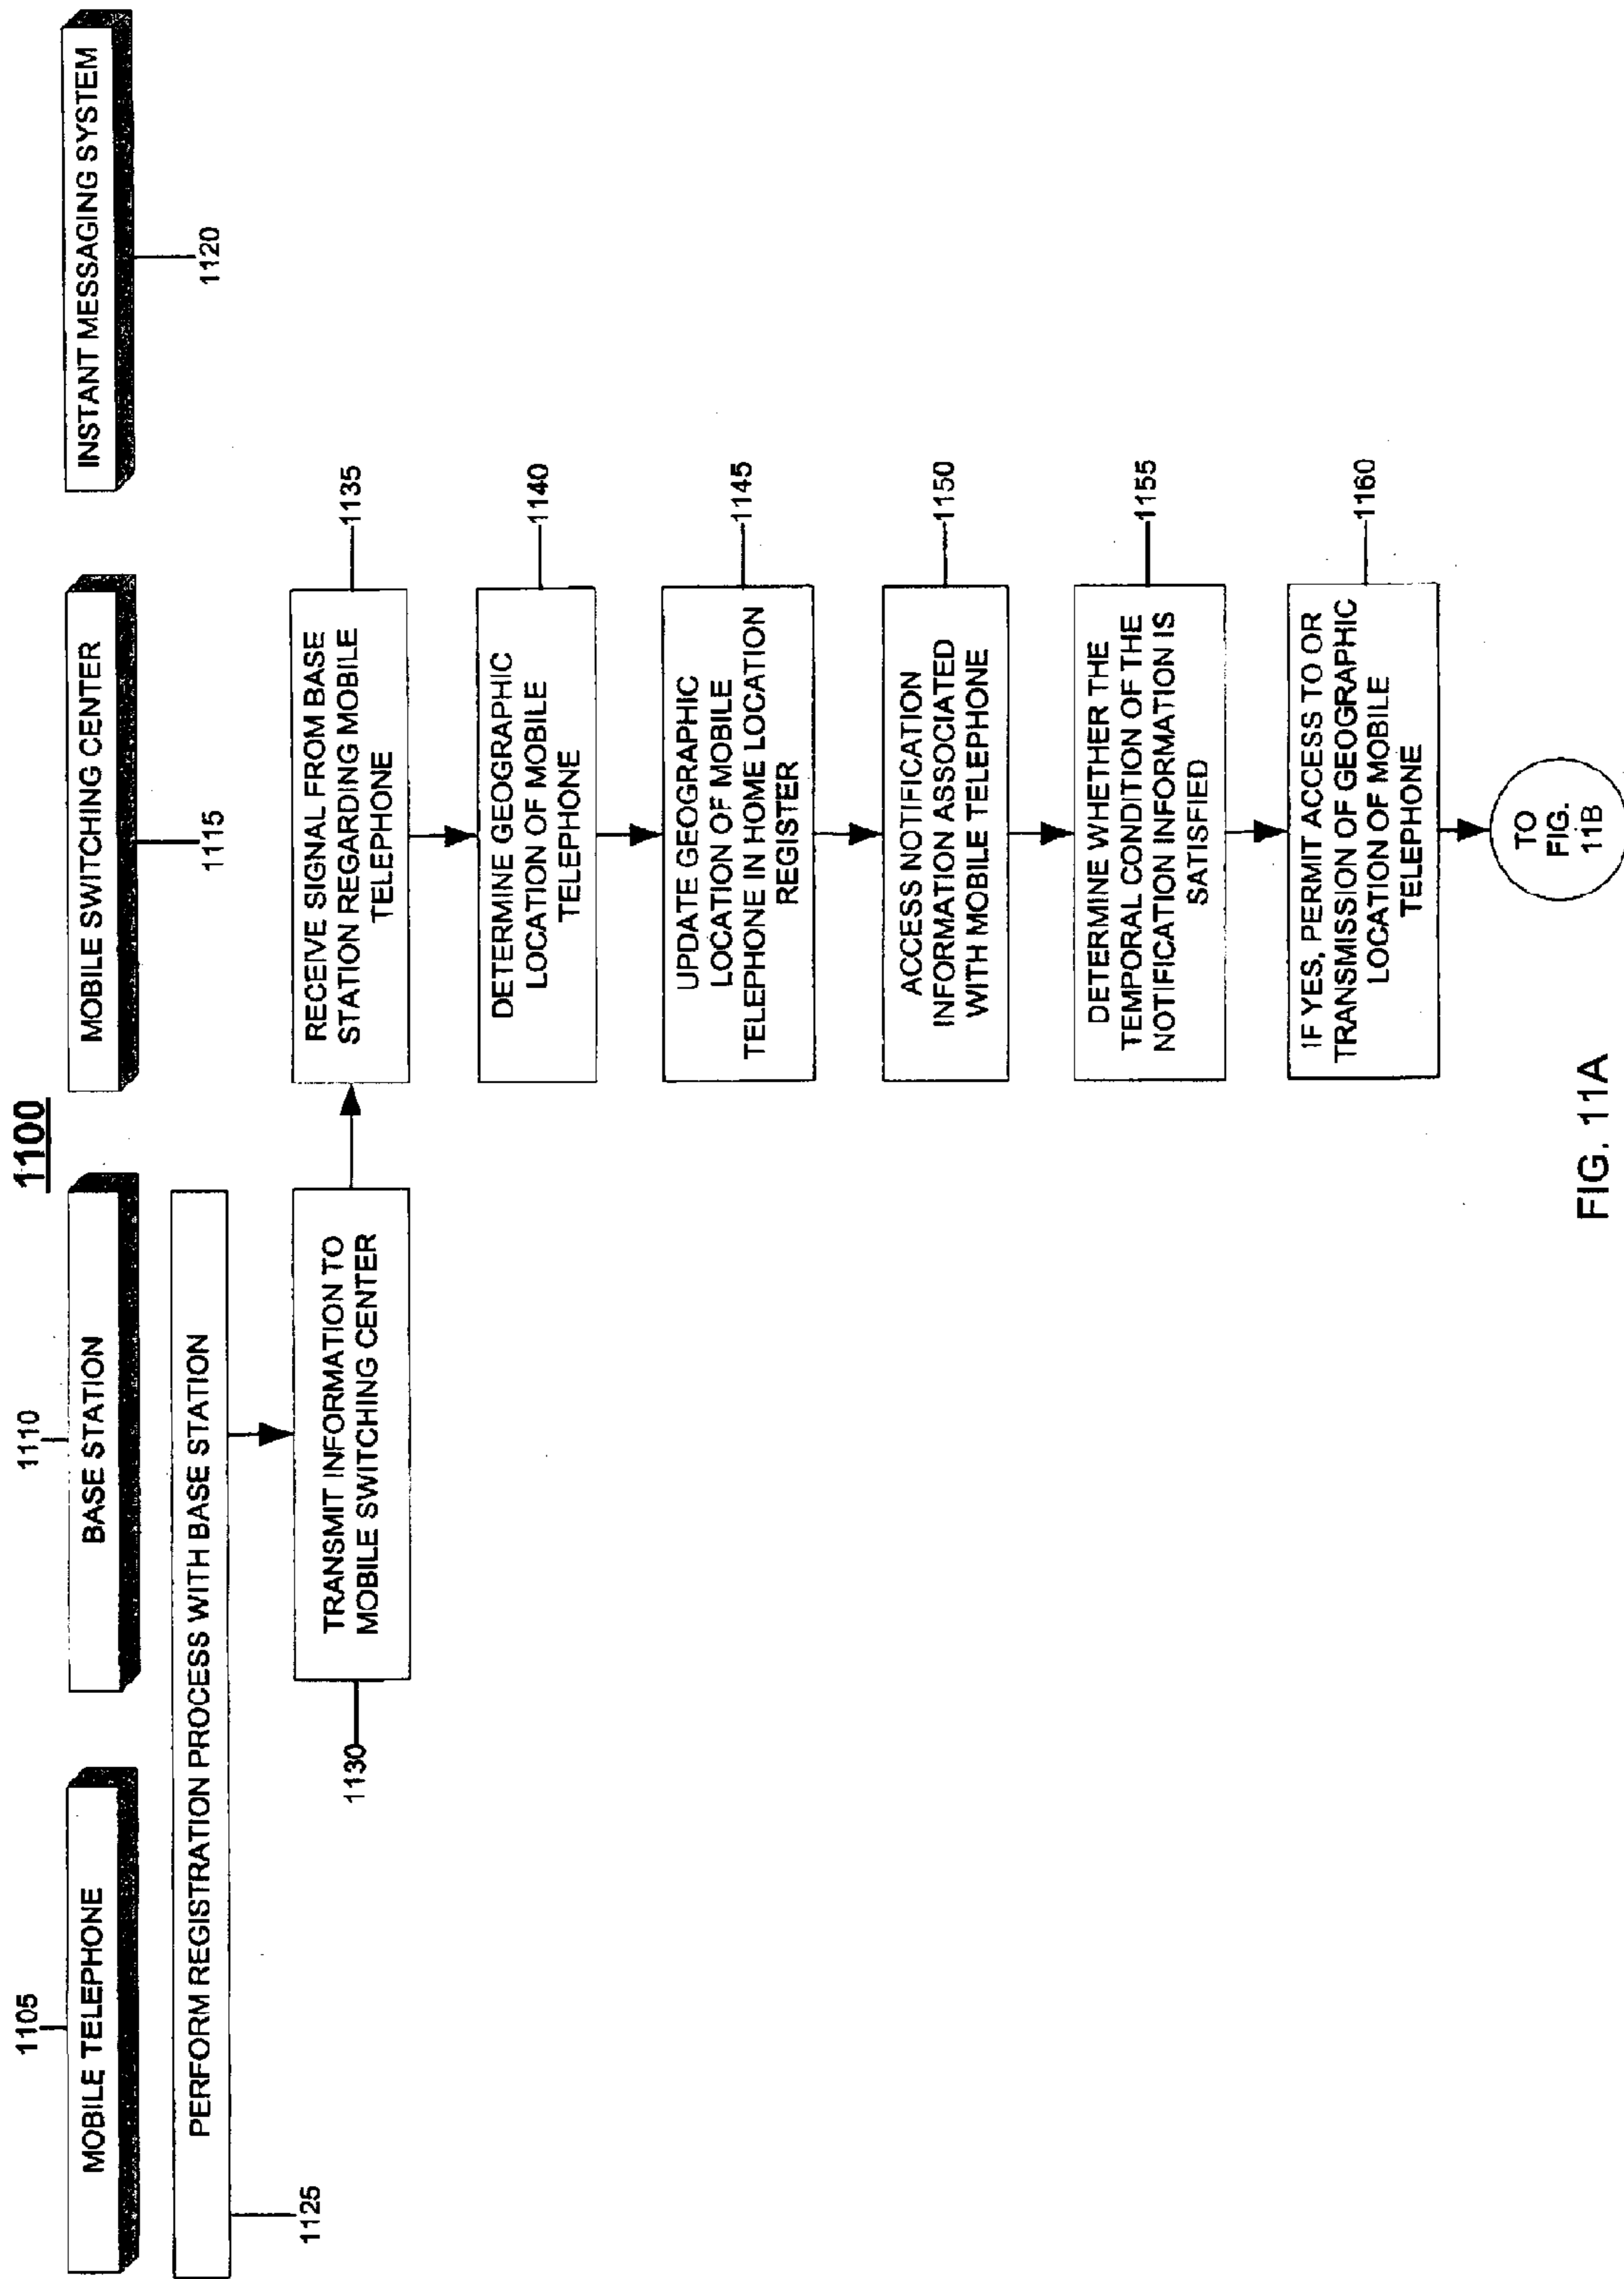 1100
1105
MOBILE TELEPHONE
1110
BASE STATION
MOBILE SWITCHING CENTER
1115
INSTANT MESSAGING SYSTEM
1120
PERFORM REGISTRATION PROCESS WITH BASE STATION
1125
TRANSMIT INFORMATION TO
MOBILE SWITCHING CENTER
1130
RECEIVE SIGNAL FROM BASE
STATION REGARDING MOBILE
TELEPHONE
1135
DETERMINE GEOGRAPHIC
LOCATION OF MOBILE
TELEPHONE
1140
UPDATE GEOGRAPHIC
LOCATION OF MOBILE
TELEPHONE IN HOME LOCATION
REGISTER
1145
ACCESS NOTIFICATION
INFORMATION ASSOCIATED
WITH MOBILE TELEPHONE
1150
DETERMINE WHETHER THE
TEMPORAL CONDITION OF THE
NOTIFICATION INFORMATION IS
SATISFIED
1155
IF YES, PERMIT ACCESS TO OR
TRANSMISSION OF GEOGRAPHIC
LOCATION OF MOBILE
TELEPHONE
1160
TO
FIG.
11B
FIG. 11A